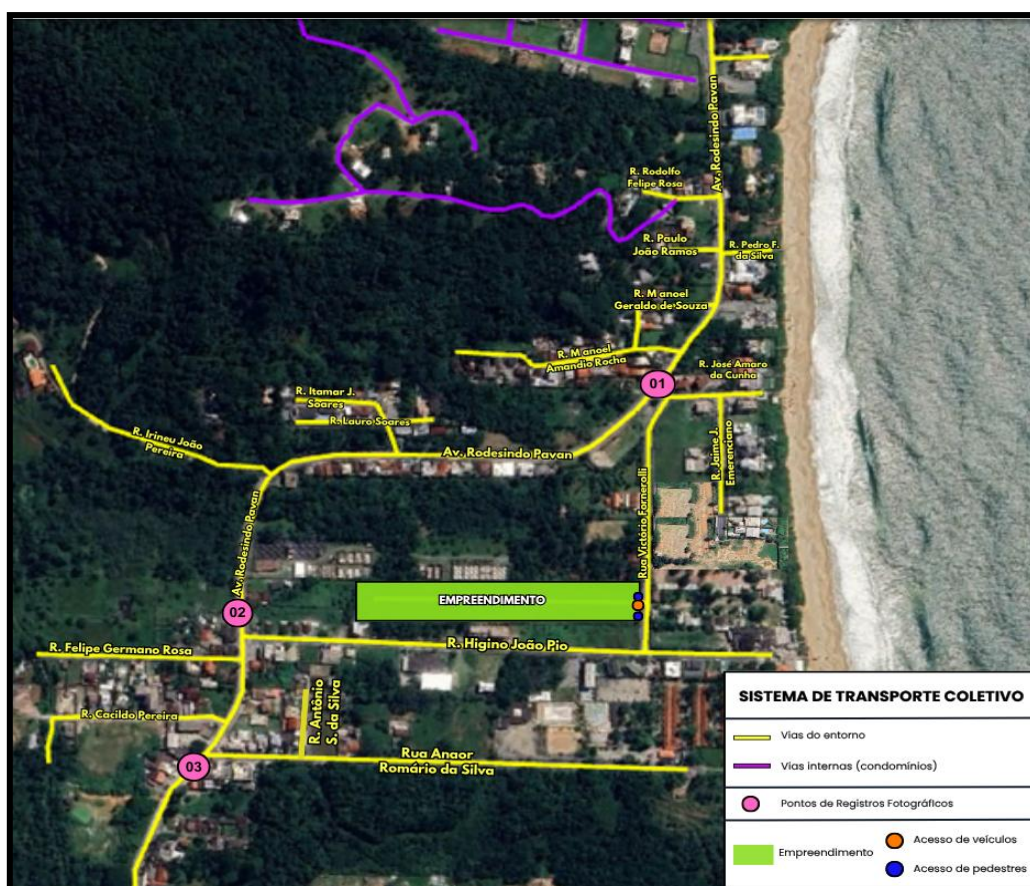 Av. Rodesindo Pavan
R. Rodolfo
Felipe Rosa
R. Paulo
João Ramos
R. Pedro F.
da Silva
R. Manoel
Geraldo de Souza
R. Manoel
Amandio Rocha
R. José Amaro
da Cunha
01
R. Itamar J.
Soares
R. Lauro Soares
R. Irineu João
Pereira
Av. Rodesindo Pavan
R. Jaime J.
Emerenciano
Av. Rodesindo Pavan
Rua Victório Fornerolli
EMPREENDIMENTO
02
R. Felipe Germano Rosa
R. Higino João Pio
R. Antônio
S. da Silva
R. Cacildo Pereira
03
Rua Anaor
Romário da Silva
SISTEMA DE TRANSPORTE COLETIVO
Vias do entorno
Vias internas (condomínios)
Pontos de Registros Fotográficos
Empreendimento
Acesso de veículos
Acesso de pedestres